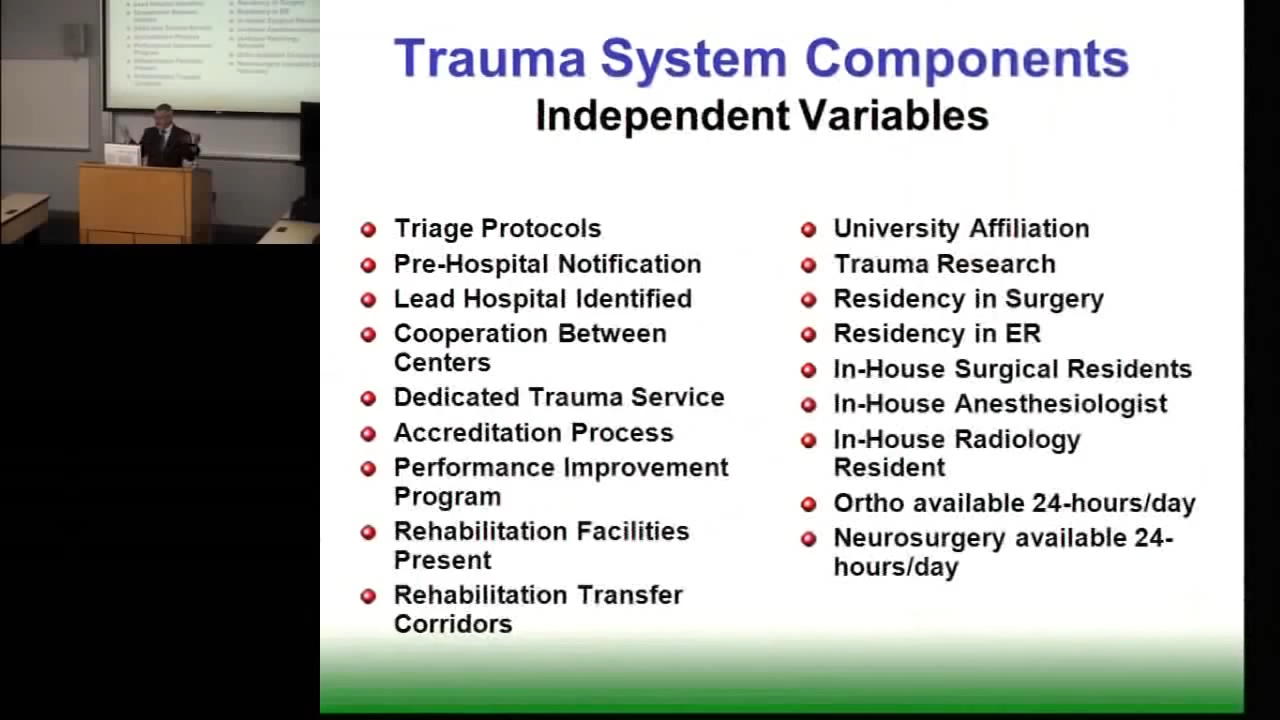 Trauma System Components
Independent Variables
Triage Protocols
Pre-Hospital Notification
Lead Hospital Identified
Cooperation Between
Centers
Dedicated Trauma Service
Accreditation Process
Performance Improvement
Program
Rehabilitation Facilities
Present
Rehabilitation Transfer
Corridors
University Affiliation
Trauma Research
Residency in Surgery
Residency in ER
In-House Surgical Residents
In-House Anesthesiologist
In-House Radiology
Resident
Ortho available 24-hours/day
Neurosurgery available 24-
hours/day